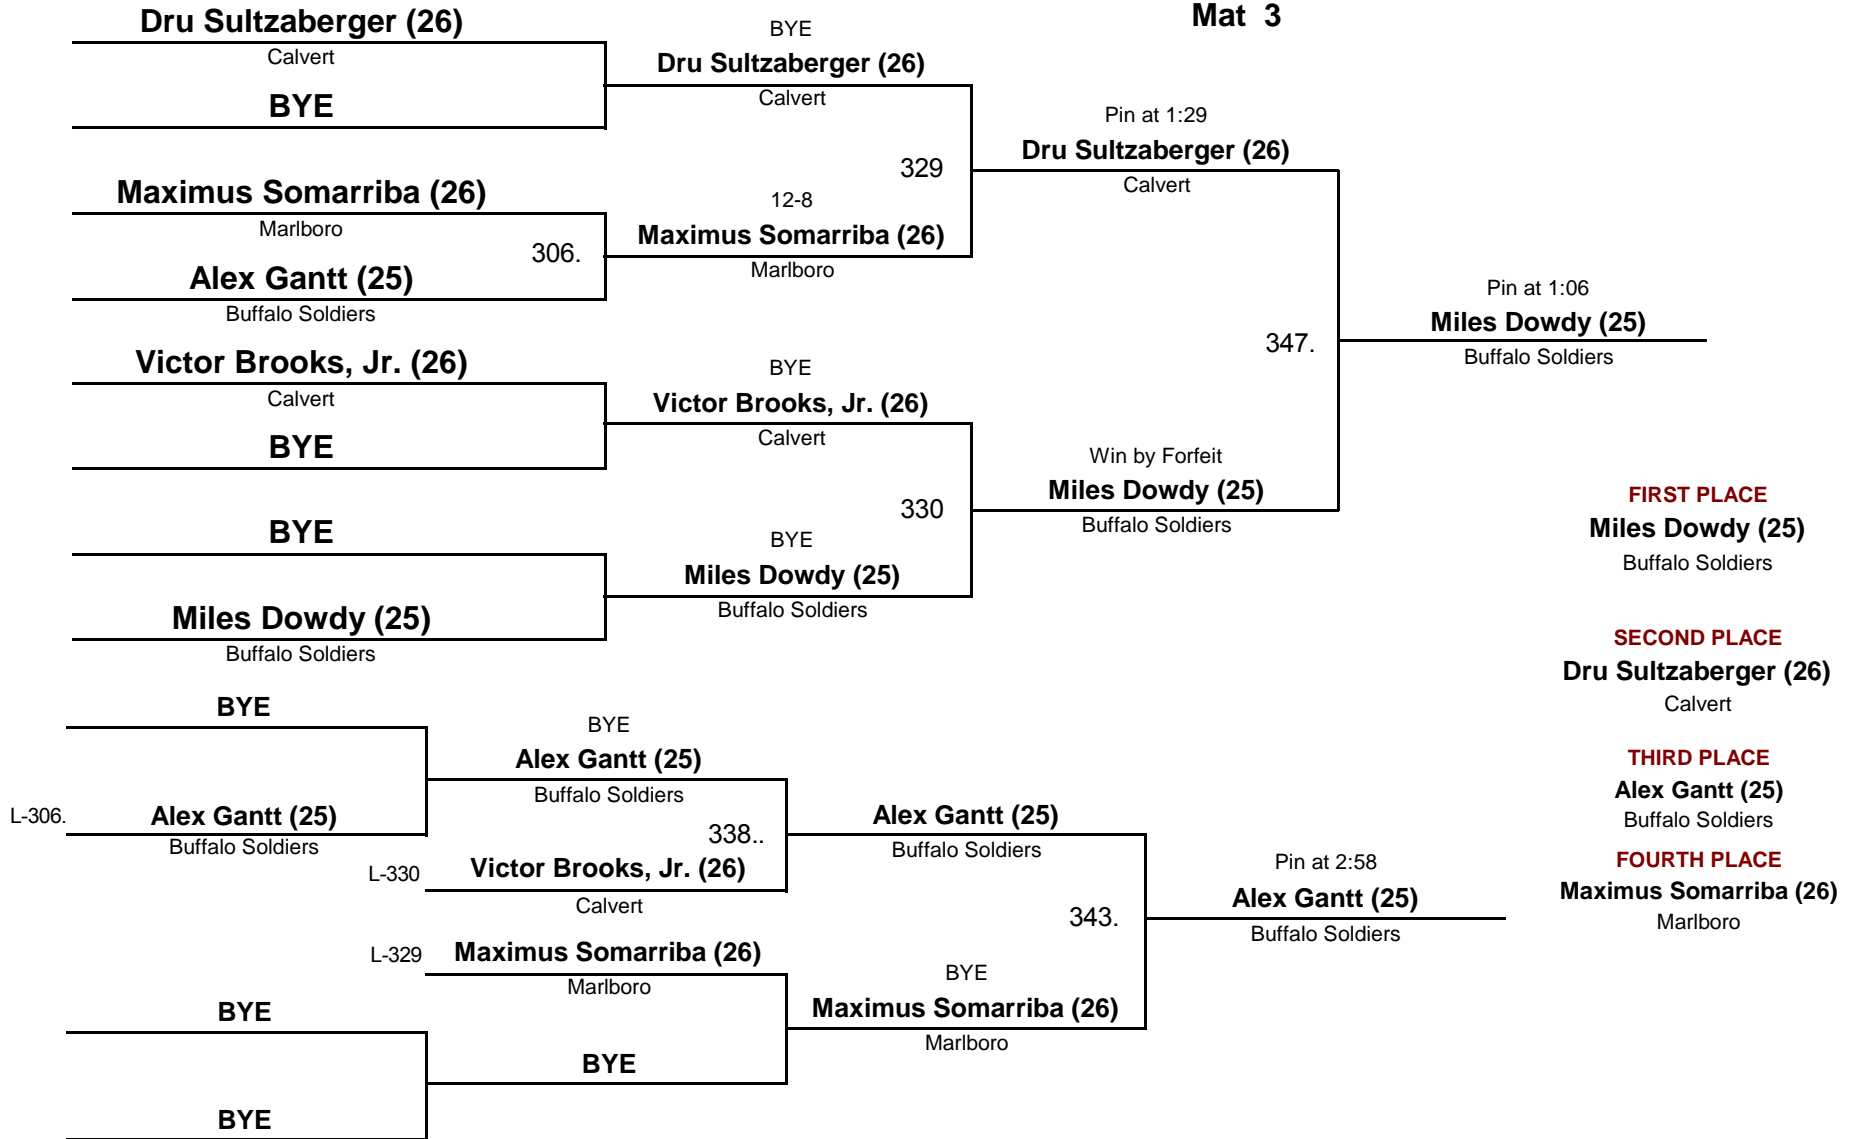 Mat 3
Dru Sultzaberger (26)
Calvert
BYE
Maximus Somarriba (26)
Marlboro
306.
Alex Gantt (25)
Buffalo Soldiers
Victor Brooks, Jr. (26)
Calvert
BYE
BYE
Miles Dowdy (25)
Buffalo Soldiers
BYE
Dru Sultzaberger (26)
Calvert
329
12-8
Maximus Somarriba (26)
Marlboro
BYE
Victor Brooks, Jr. (26)
Calvert
330
BYE
Miles Dowdy (25)
Buffalo Soldiers
Pin at 1:29
Dru Sultzaberger (26)
Calvert
347.
Win by Forfeit
Miles Dowdy (25)
Buffalo Soldiers
Pin at 1:06
Miles Dowdy (25)
Buffalo Soldiers
FIRST PLACE
Miles Dowdy (25)
Buffalo Soldiers
SECOND PLACE
Dru Sultzaberger (26)
Calvert
THIRD PLACE
Alex Gantt (25)
Buffalo Soldiers
FOURTH PLACE
Maximus Somarriba (26)
Marlboro
BYE
L-306.
Alex Gantt (25)
Buffalo Soldiers
BYE
BYE
BYE
Alex Gantt (25)
Buffalo Soldiers
338..
L-330
Victor Brooks, Jr. (26)
Calvert
L-329
Maximus Somarriba (26)
Marlboro
BYE
Alex Gantt (25)
Buffalo Soldiers
343.
BYE
Maximus Somarriba (26)
Marlboro
Pin at 2:58
Alex Gantt (25)
Buffalo Soldiers